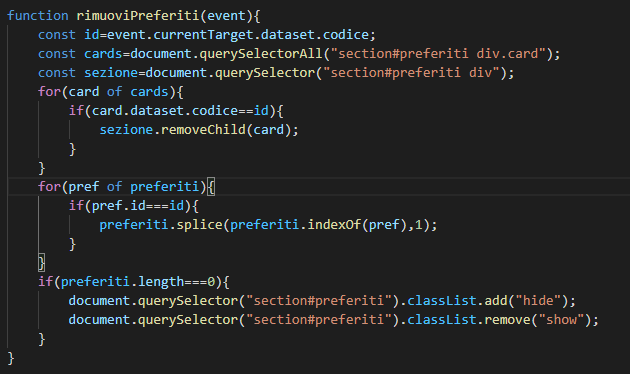 function rimuoviPreferiti(event){
    const id=event.currentTarget.dataset.codice;
    const cards=document.querySelectorAll("section#preferiti div.card");
    const sezione=document.querySelector("section#preferiti div");
    for(card of cards){
        if(card.dataset.codice==id){
            sezione.removeChild(card);
        }
    }
    for(pref of preferiti){
        if(pref.id===id){
            preferiti.splice(preferiti.indexOf(pref),1);
        }
    }
    if(preferiti.length===0){
        document.querySelector("section#preferiti").classList.add("hide");
        document.querySelector("section#preferiti").classList.remove("show");
    }
}